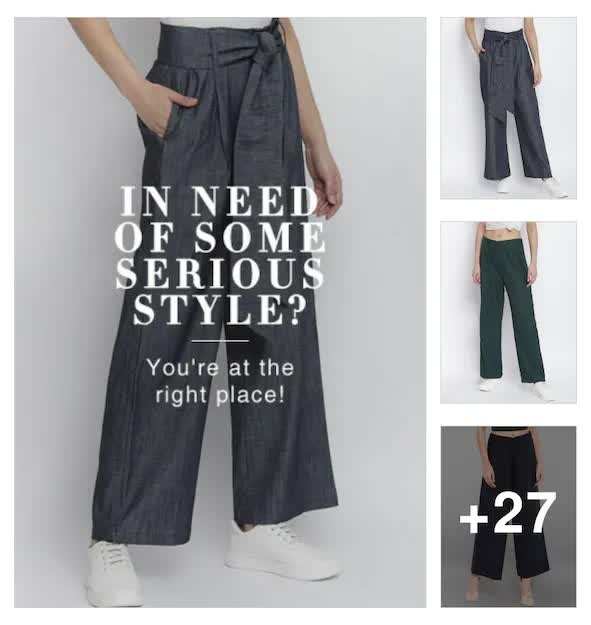 IN NEED
OF SOME
SERIOUS
STYLE?
You're at the
right place!
+27